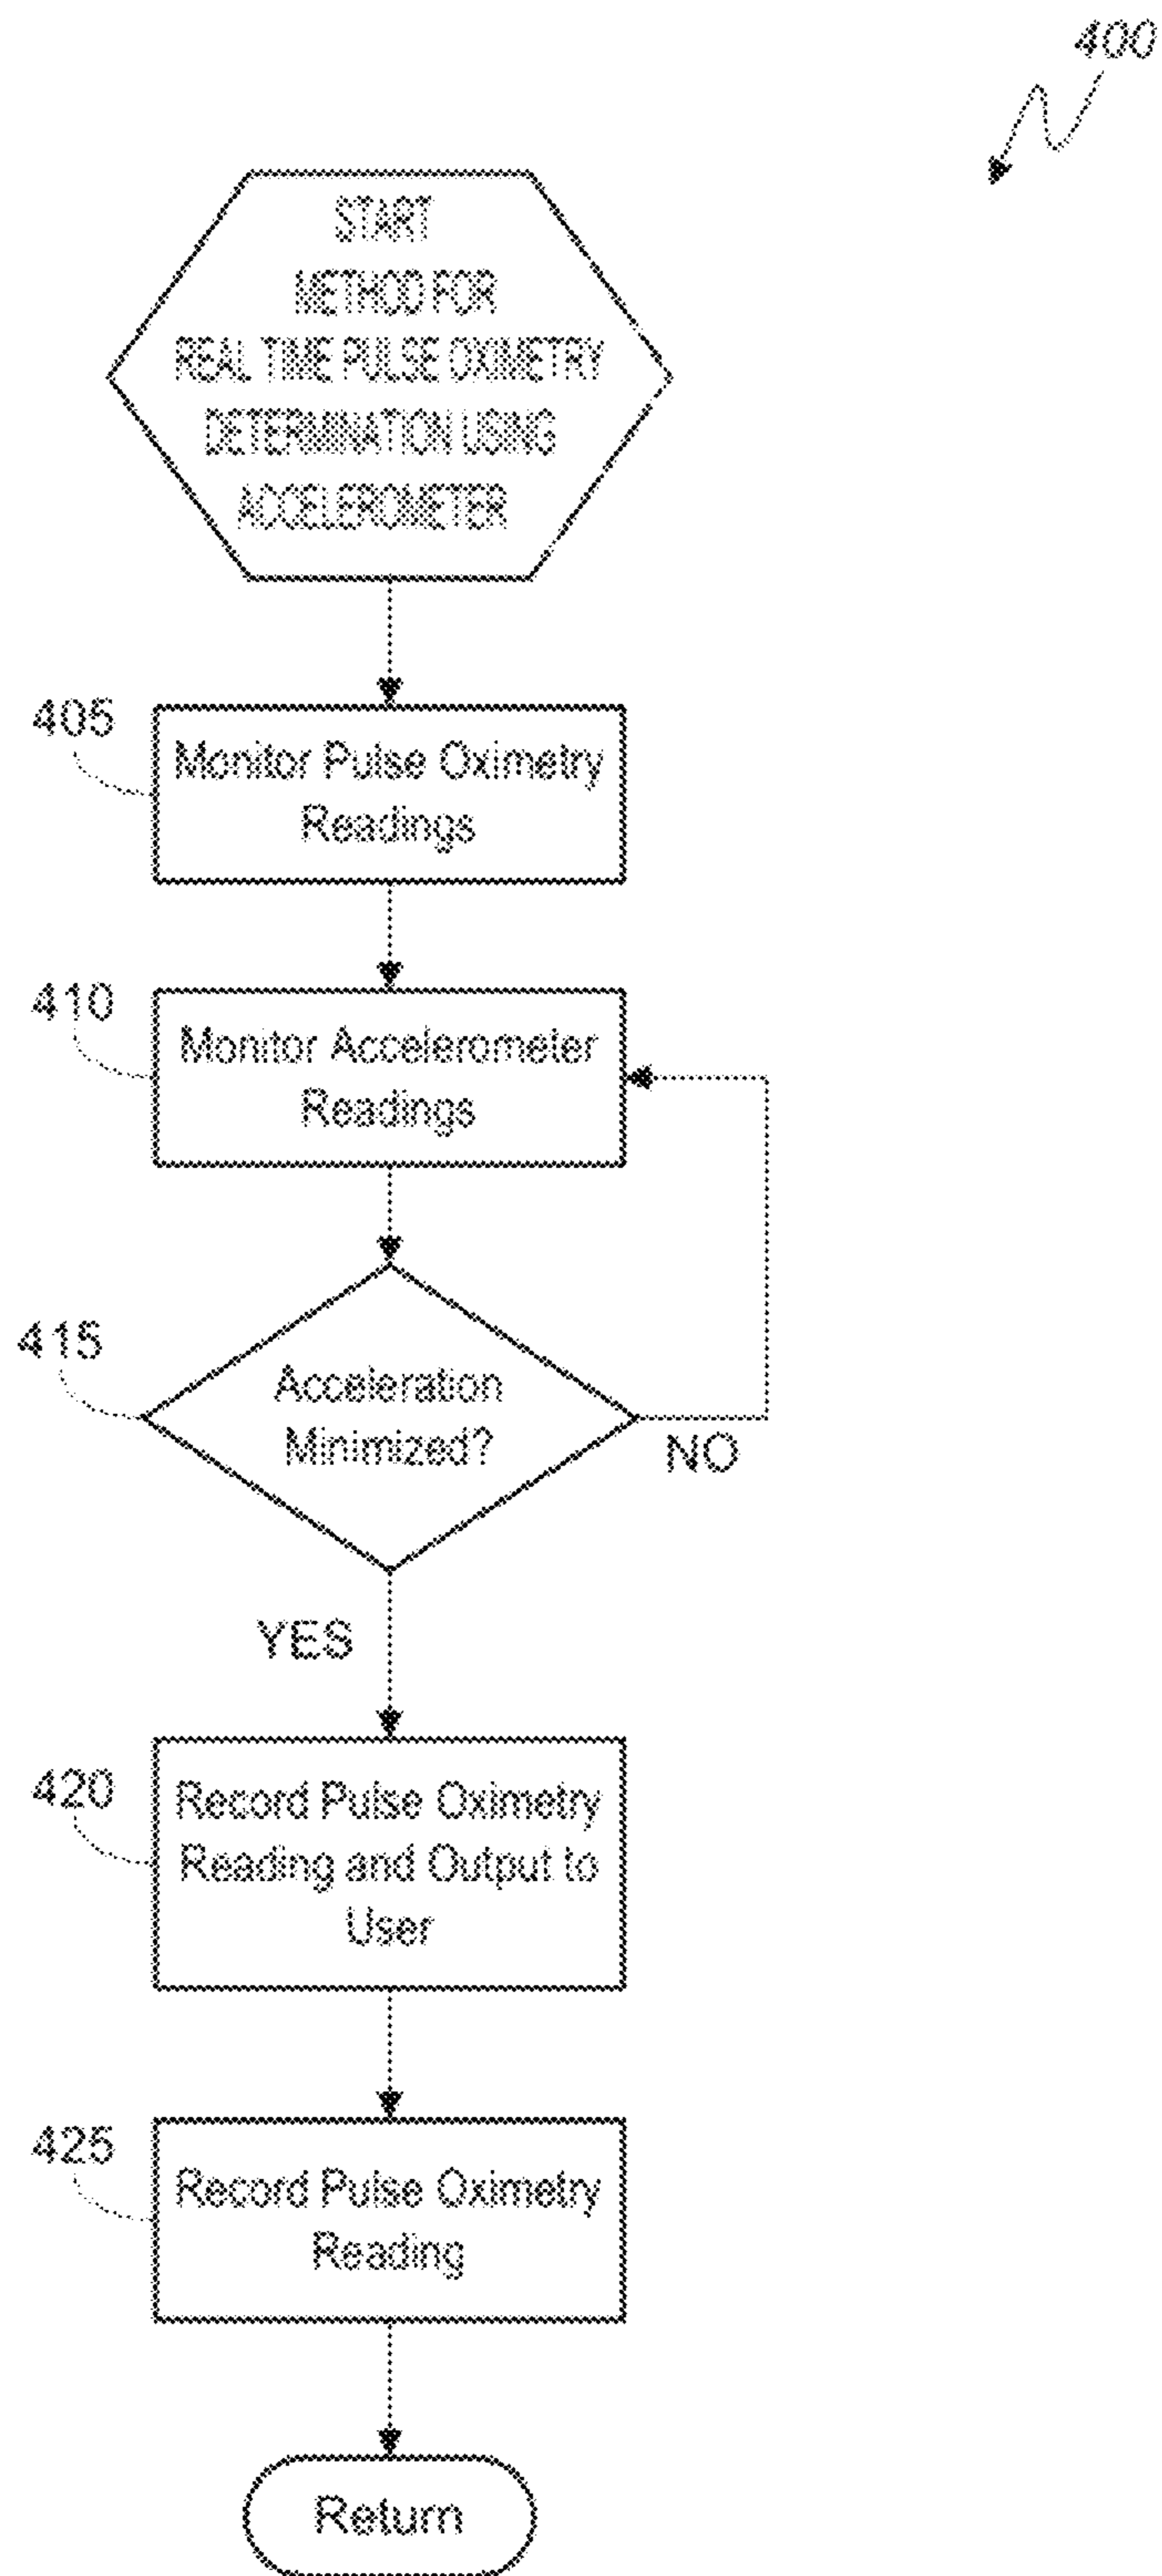 400
START
METHOD FOR
REAL TIME PULSE OXIMETRY
DETERMINATION USING
ACCELEROMETER
405
Monitor Pulse Oximetry
Readings
410
Monitor Accelerometer
Readings
415
Acceleration
Minimized?
NO
YES
420
Record Pulse Oximetry
Reading and Output to
User
425
Record Pulse Oximetry
Reading
Return